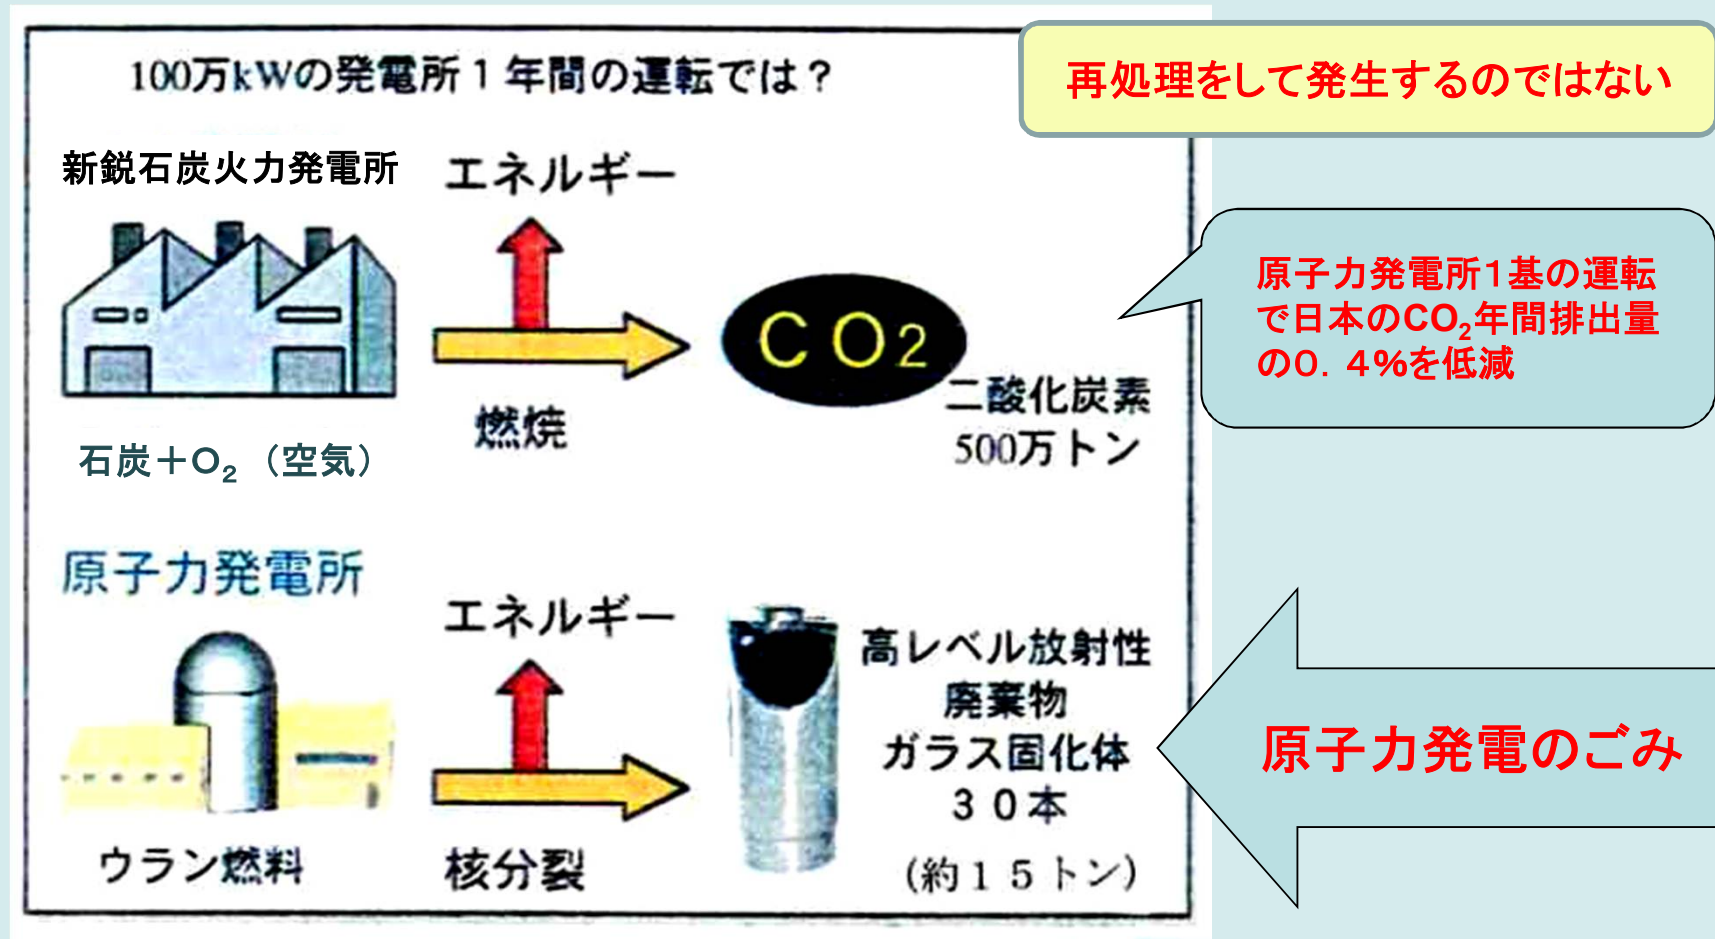 100万kWの発電所１年間の運転では？
再処理をして発生するのではない
新鋭石炭火力発電所
エネルギー
CO2
二酸化炭素
500万トン
燃焼
石炭＋O₂（空気）
原子力発電所１基の運転
で日本のCO₂年間排出量
の０．４％を低減
原子力発電所
エネルギー
高レベル放射性
廃棄物
ガラス固化体
３０本
（約１５トン）
ウラン燃料
核分裂
原子力発電のごみ